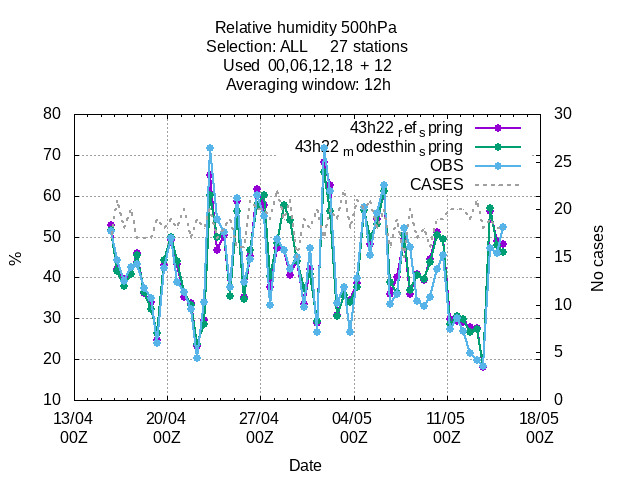 Relative humidity 500hPa
Selection: ALL 27 stations
Used 00,06,12,18 + 12
Averaging window: 12h
80 30
43h22 ref spring
43h22 modesthin spring
OBS
CASES
70 25
60 20
50 15
40 10
30 5
20 0
10
%
No cases
13/04 20/04 27/04 04/05 11/05 18/05
00Z 00Z 00Z 00Z 00Z 00Z
Date